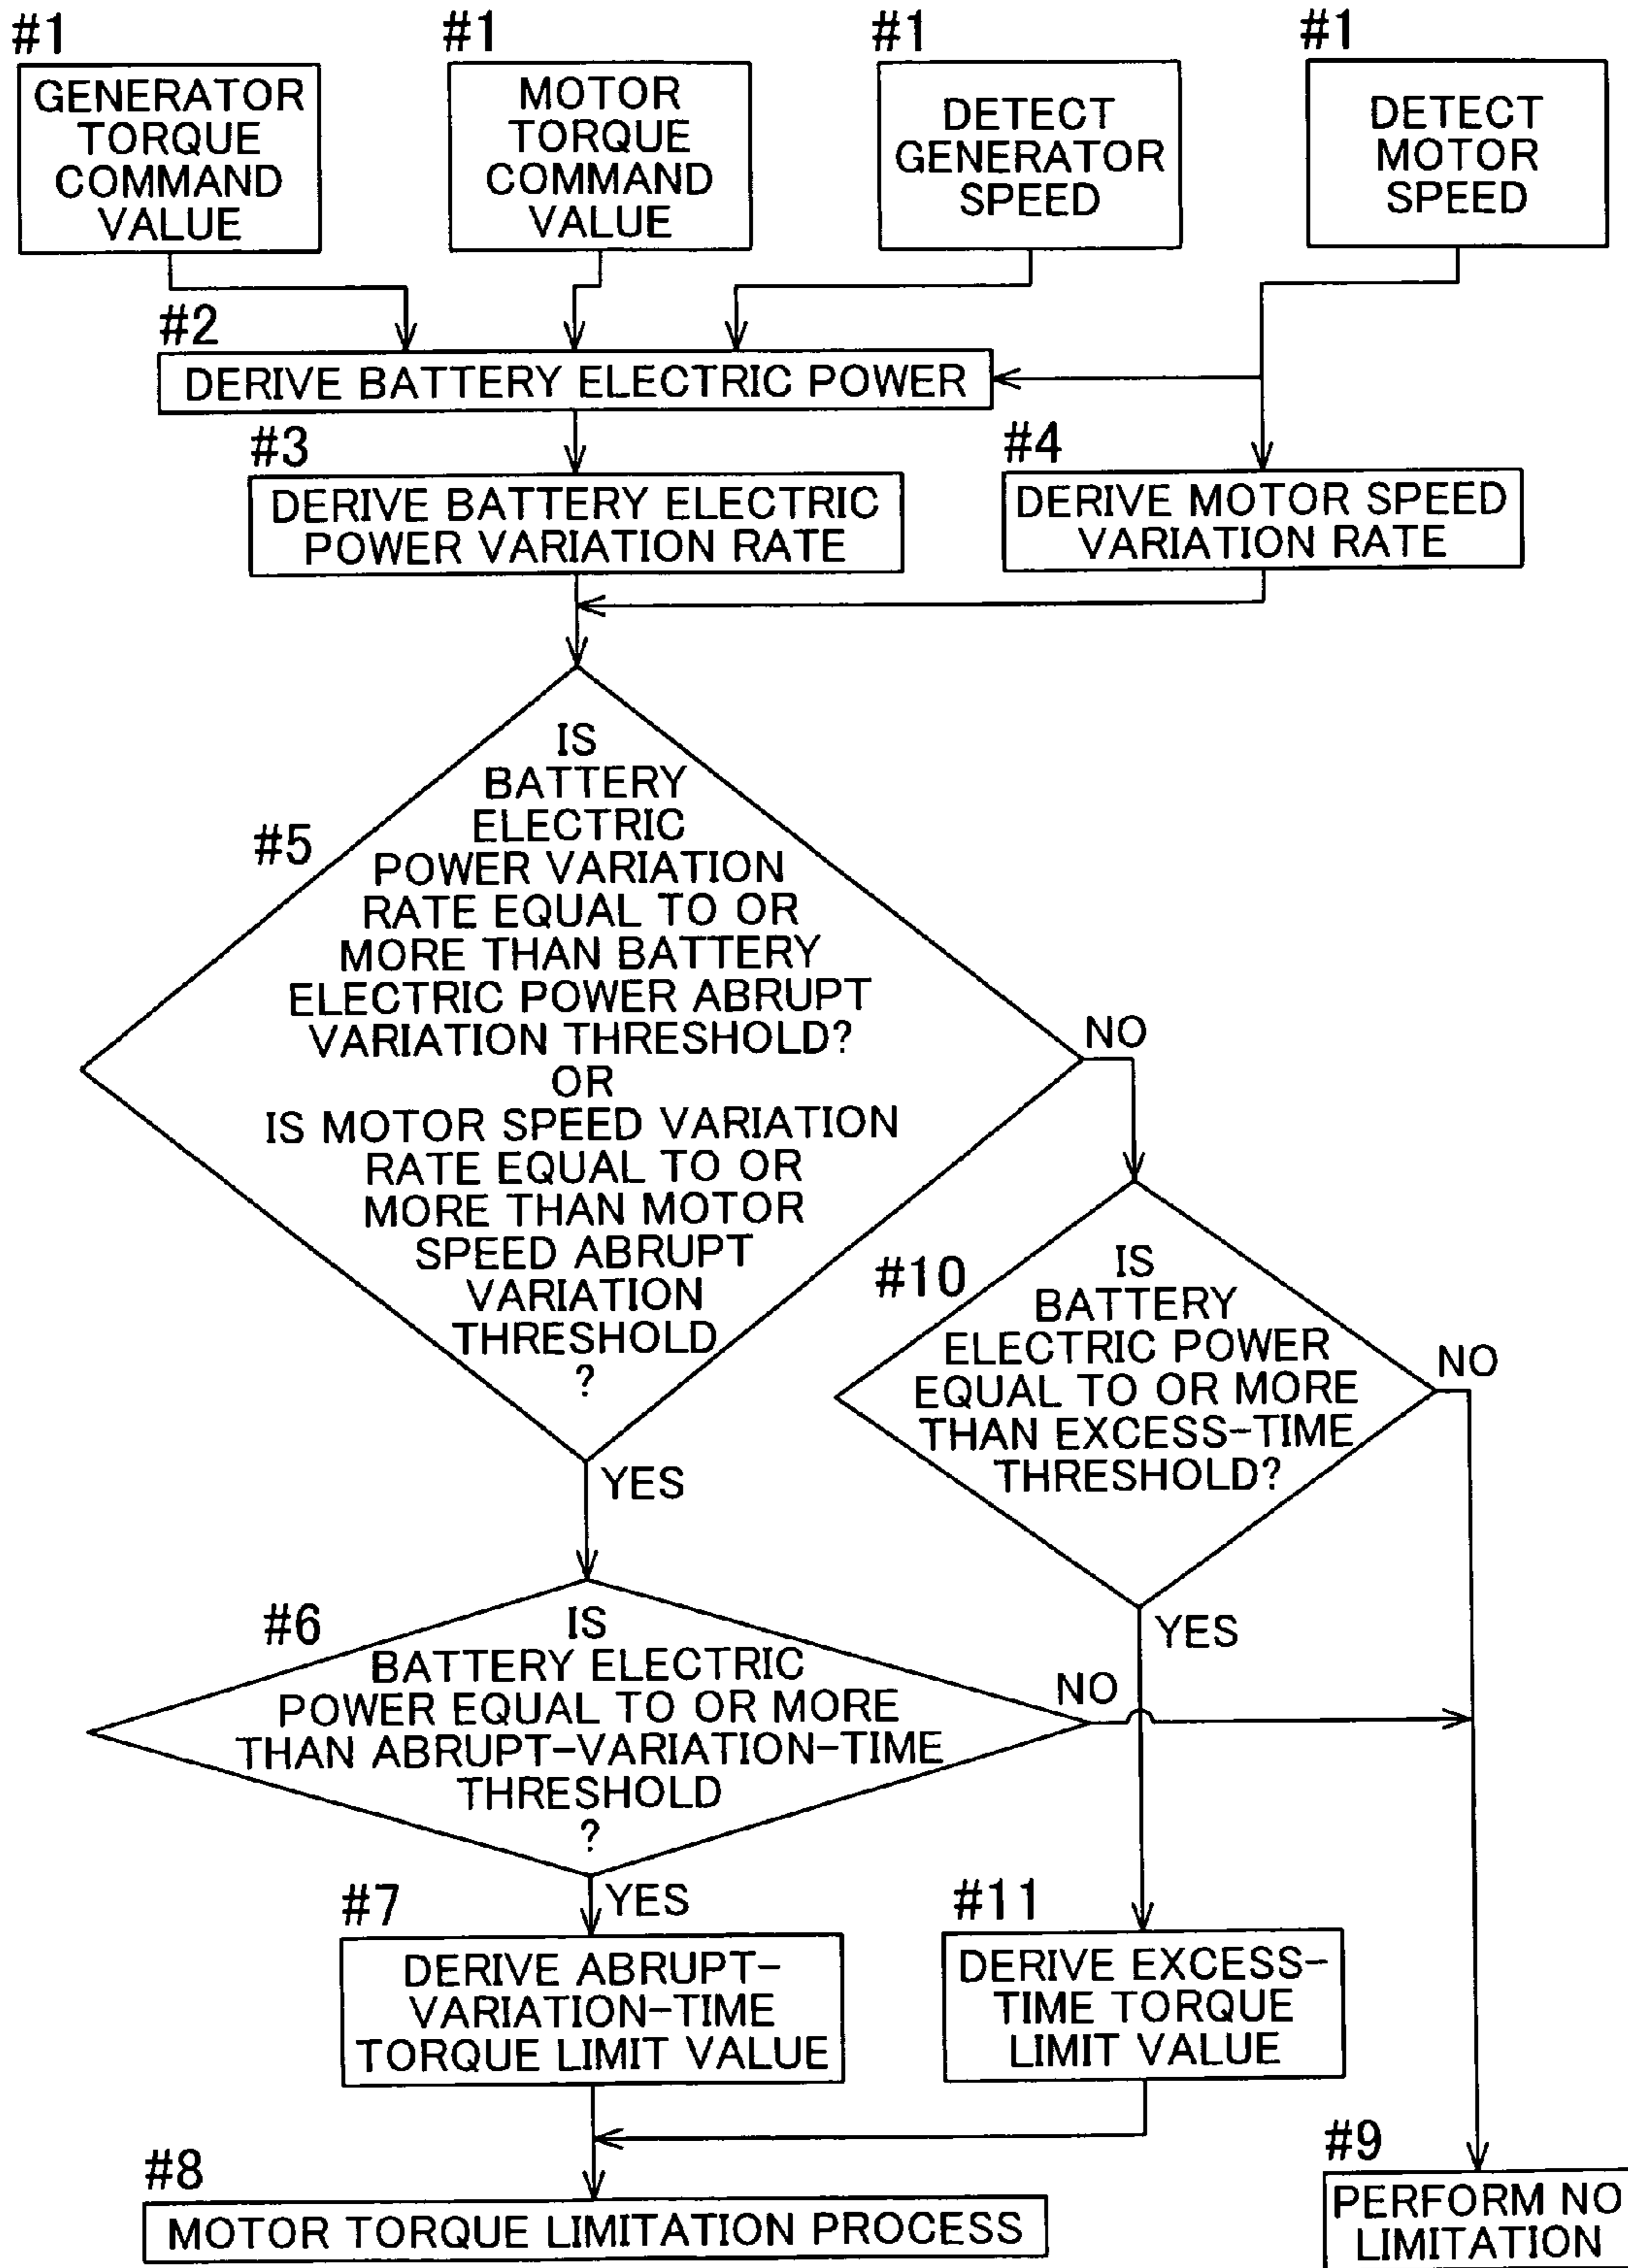 #1
GENERATOR
TORQUE
COMMAND
VALUE
#1
MOTOR
TORQUE
COMMAND
VALUE
#1
DETECT
GENERATOR
SPEED
#1
DETECT
MOTOR
SPEED
#2
DERIVE BATTERY ELECTRIC POWER
#3
DERIVE BATTERY ELECTRIC
POWER VARIATION RATE
#4
DERIVE MOTOR SPEED
VARIATION RATE
#5
IS
BATTERY
ELECTRIC
POWER VARIATION
RATE EQUAL TO OR
MORE THAN BATTERY
ELECTRIC POWER ABRUPT
VARIATION THRESHOLD?
OR
IS MOTOR SPEED VARIATION
RATE EQUAL TO OR
MORE THAN MOTOR
SPEED ABRUPT
VARIATION
THRESHOLD
?
NO
YES
#10
IS
BATTERY
ELECTRIC POWER
EQUAL TO OR MORE
THAN EXCESS-TIME
THRESHOLD?
NO
YES
#6
IS
BATTERY ELECTRIC
POWER EQUAL TO OR MORE
THAN ABRUPT-VARIATION-TIME
THRESHOLD
?
NO
YES
#7
DERIVE ABRUPT-
VARIATION-TIME
TORQUE LIMIT VALUE
#11
DERIVE EXCESS-
TIME TORQUE
LIMIT VALUE
#8
MOTOR TORQUE LIMITATION PROCESS
#9
PERFORM NO
LIMITATION